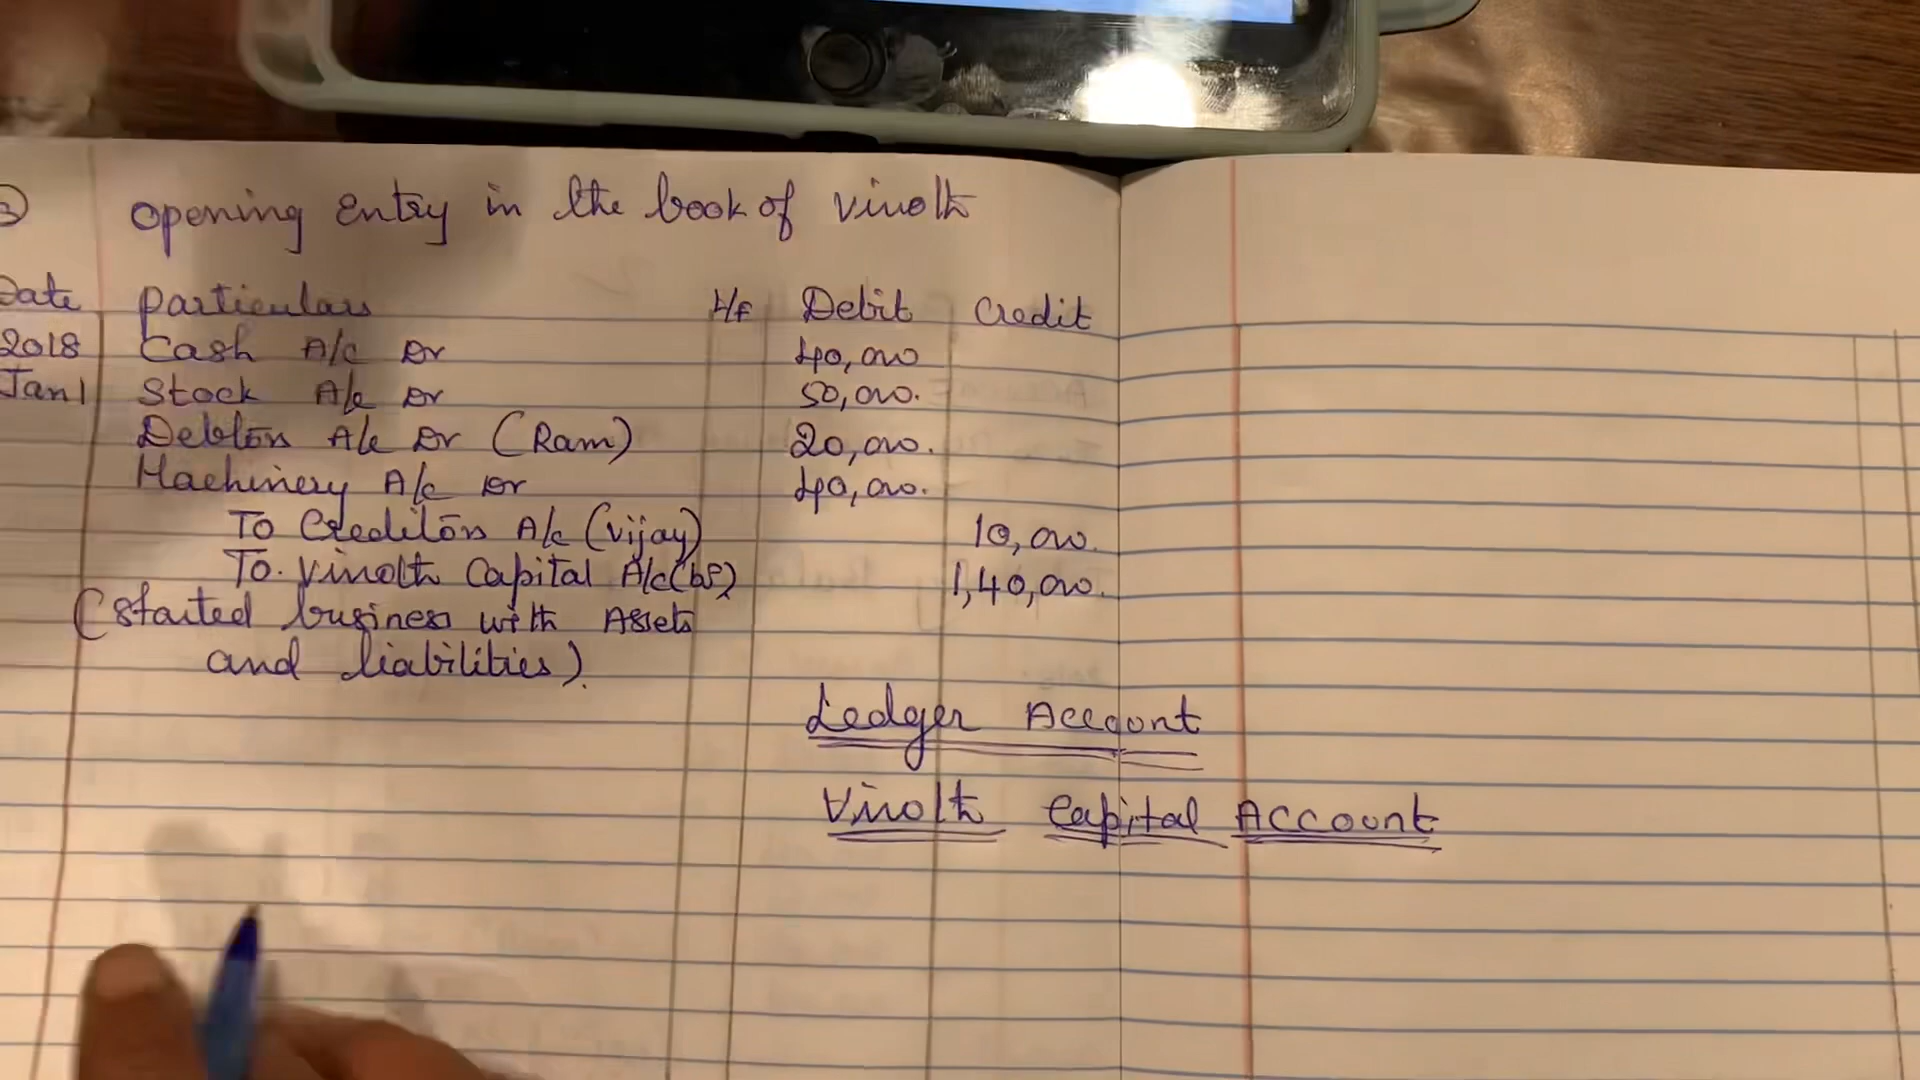 3 Opening entry in the book of Vinoth
Date Particulars L/F Debit Credit
2018 Cash A/c Dr 40,000
Jan 1 Stock A/c Dr 50,000.
Debtors A/c Dr (Ram) 20,000.
Machinery A/c Dr 40,000.
To Creditors A/c (Vijay) 10,000.
To. Vinoth Capital A/c (bf) 1,40,000.
(Started business with Assets
and liabilities).
Ledger Account
Vinoth Capital Account